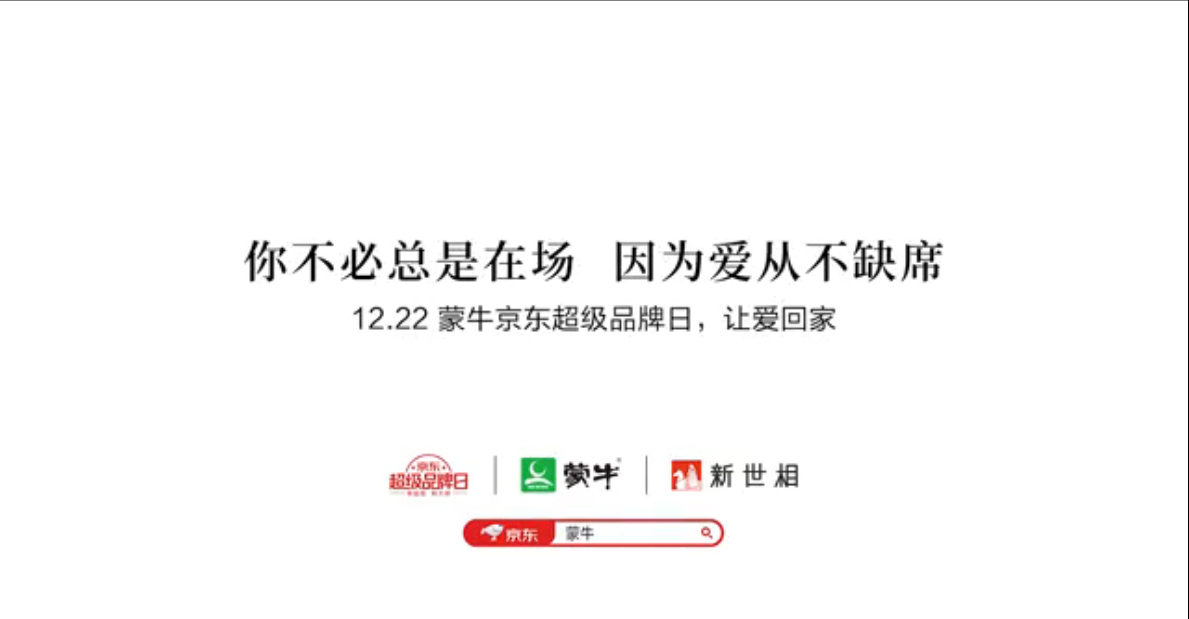 你不必总是在场 因为爱从不缺席
12.22 蒙牛京东超级品牌日，让爱回家
·京东·
超级品牌日
蒙牛®
新世相
京东 蒙牛